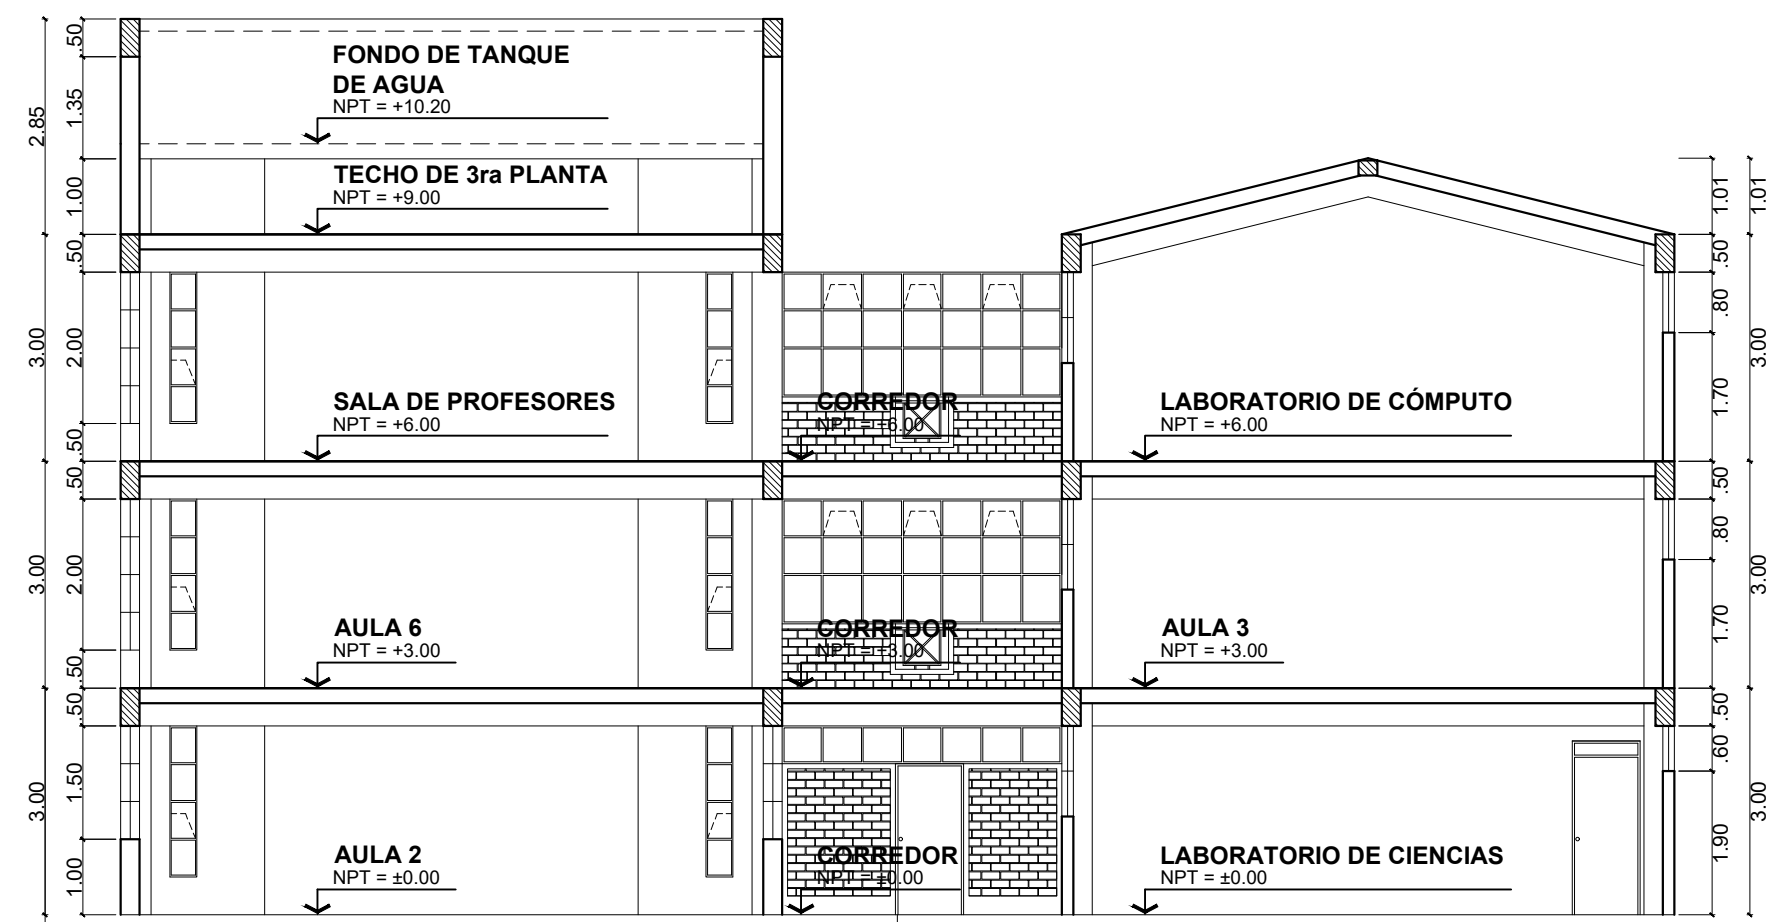 FONDO DE TANQUE
DE AGUA
NPT = +10.20
TECHO DE 3ra PLANTA
NPT = +9.00
SALA DE PROFESORES
NPT = +6.00
CORREDOR
NPT = +6.00
LABORATORIO DE CÓMPUTO
NPT = +6.00
AULA 6
NPT = +3.00
CORREDOR
NPT = +3.00
AULA 3
NPT = +3.00
AULA 2
NPT = ±0.00
CORREDOR
NPT = ±0.00
LABORATORIO DE CIENCIAS
NPT = ±0.00
2.85
3.00
3.00
3.00
.50
1.35
1.00
.50
2.00
.50
.50
2.00
.50
.50
1.50
1.00
1.01
.50
.80
1.70
.50
.80
1.70
.50
.60
1.90
1.01
3.00
3.00
3.00